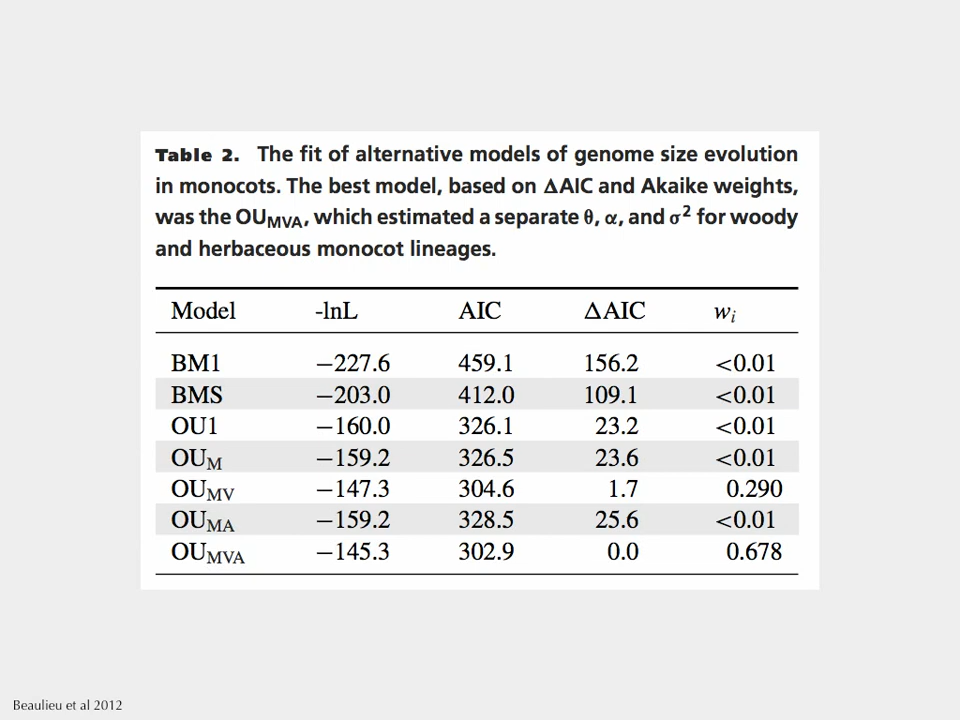 Table 2. The fit of alternative models of genome size evolution
in monocots. The best model, based on ΔAIC and Akaike weights,
was the OUMVA, which estimated a separate θ, α, and σ² for woody
and herbaceous monocot lineages.
Model -lnL AIC ΔAIC wi
BM1 −227.6 459.1 156.2 <0.01
BMS −203.0 412.0 109.1 <0.01
OU1 −160.0 326.1 23.2 <0.01
OUM −159.2 326.5 23.6 <0.01
OUMV −147.3 304.6 1.7 0.290
OUMA −159.2 328.5 25.6 <0.01
OUMVA −145.3 302.9 0.0 0.678
Beaulieu et al 2012